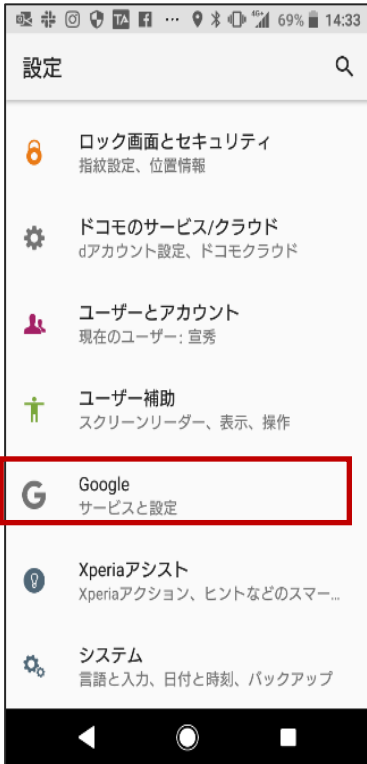 69% 14:33
設定
ロック画面とセキュリティ
指紋設定、位置情報
ドコモのサービス/クラウド
dアカウント設定、ドコモクラウド
ユーザーとアカウント
現在のユーザー: 宣秀
ユーザー補助
スクリーンリーダー、表示、操作
Google
サービスと設定
Xperiaアシスト
Xperiaアクション、ヒントなどのスマー...
システム
言語と入力、日付と時刻、バックアップ